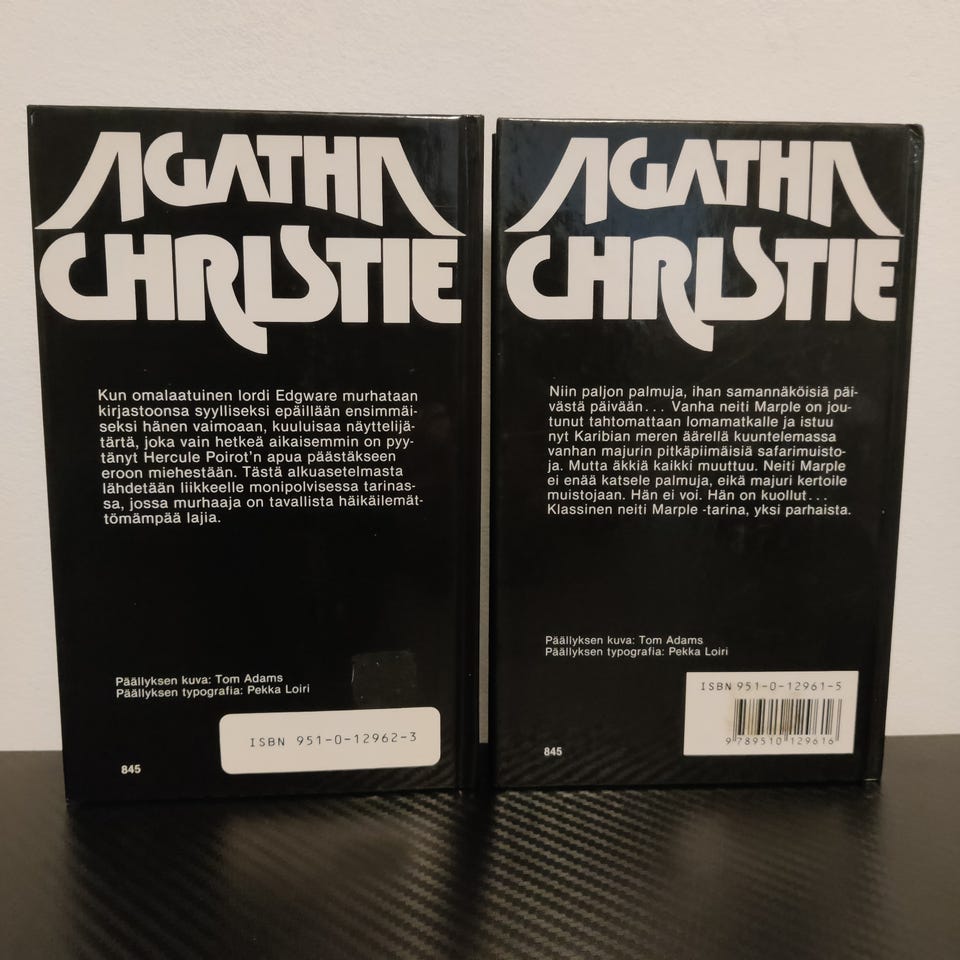 AGATHA
CHRISTIE
Kun omalaatuinen lordi Edgware murhataan
kirjastoonsa syylliseksi epäillään ensimmäi-
seksi hänen vaimoaan, kuuluisaa näyttelijä-
tärtä, joka vain hetkeä aikaisemmin on pyy-
tänyt Hercule Poirot'n apua päästäkseen
eroon miehestään. Tästä alkuasetelmasta
lähdetään liikkeelle monipolvisessa tarinas-
sa, jossa murhaaja on tavallista häikäilemät-
tömämpää lajia.
Päällyksen kuva: Tom Adams
Päällyksen typografia: Pekka Loiri
ISBN 951-0-12962-3
845
AGATHA
CHRISTIE
Niin paljon palmuja, ihan samannäköisiä päi-
västä päivään... Vanha neiti Marple on jou-
tunut tahtomattaan lomamatkalle ja istuu
nyt Karibian meren äärellä kuuntelemassa
vanhan majurin pitkäpiimäisiä safarimuisto-
ja. Mutta äkkiä kaikki muuttuu. Neiti Marple
ei enää katsele palmuja, eikä majuri kertoile
muistojaan. Hän ei voi. Hän on kuollut...
Klassinen neiti Marple -tarina, yksi parhaista.
Päällyksen kuva: Tom Adams
Päällyksen typografia: Pekka Loiri
ISBN 951-0-12961-5
9 789510 129616
845